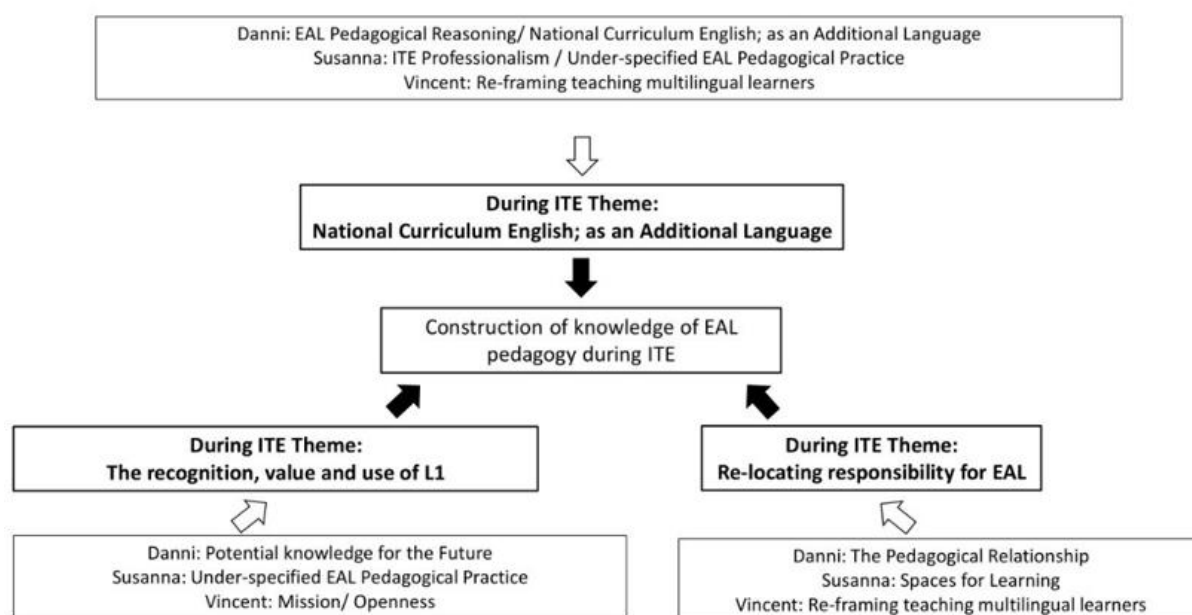 Danni: EAL Pedagogical Reasoning/ National Curriculum English; as an Additional Language
Susanna: ITE Professionalism / Under-specified EAL Pedagogical Practice
Vincent: Re-framing teaching multilingual learners
During ITE Theme:
National Curriculum English; as an Additional Language
Construction of knowledge of EAL
pedagogy during ITE
During ITE Theme:
The recognition, value and use of L1
During ITE Theme:
Re-locating responsibility for EAL
Danni: Potential knowledge for the Future
Susanna: Under-specified EAL Pedagogical Practice
Vincent: Mission/ Openness
Danni: The Pedagogical Relationship
Susanna: Spaces for Learning
Vincent: Re-framing teaching multilingual learners